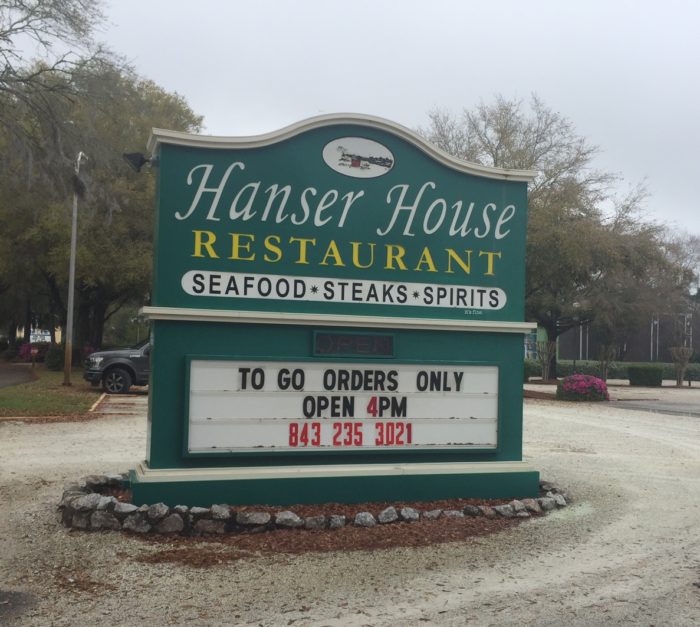 Hanser House
RESTAURANT
SEAFOOD*STEAKS*SPIRITS
OPEN
TO GO ORDERS ONLY
OPEN 4PM
843 235 3021